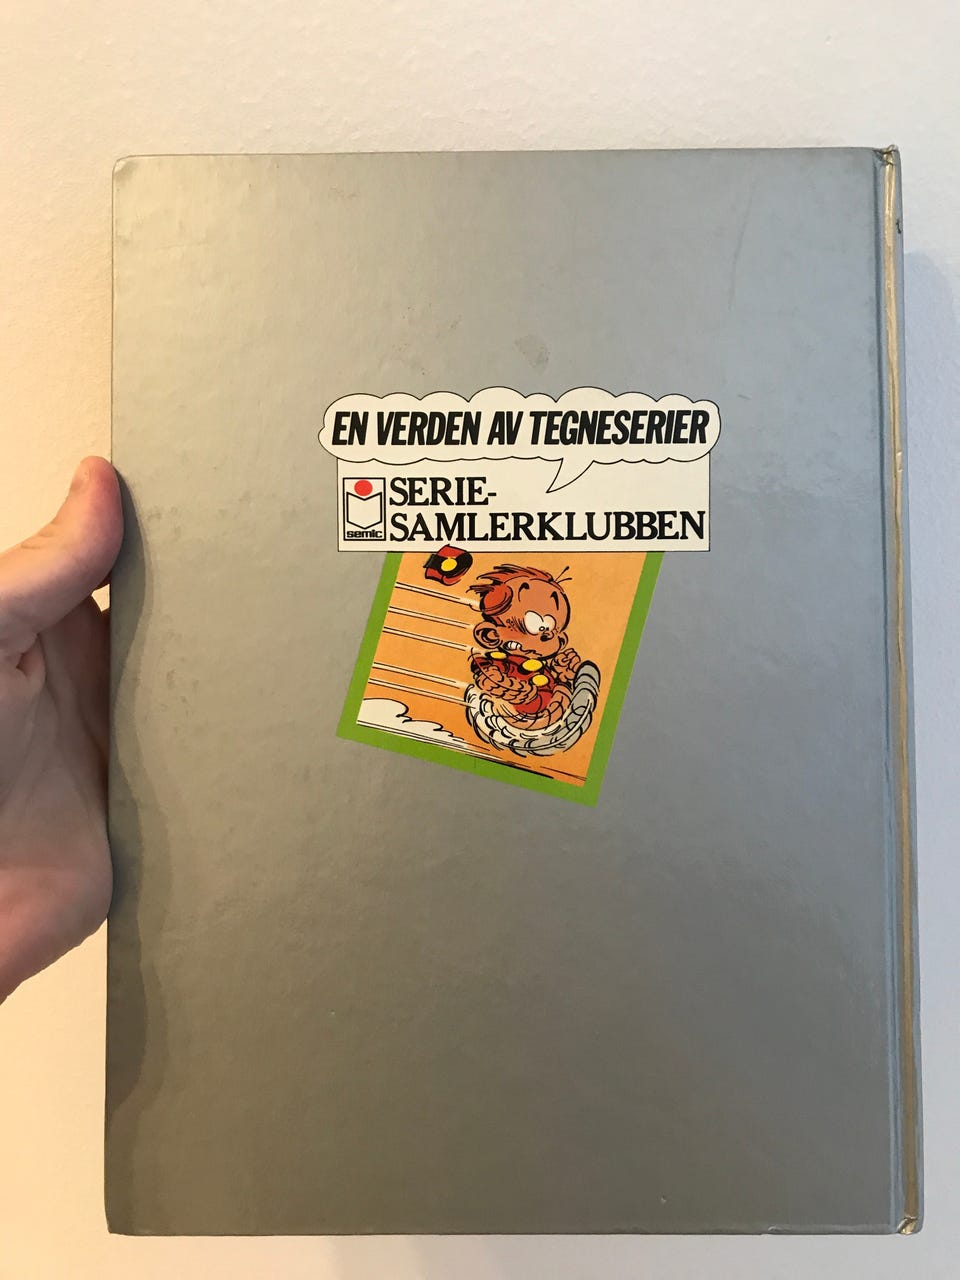 EN VERDEN AV TEGNESERIER
SERIE-
SAMLERKLUBBEN
semic